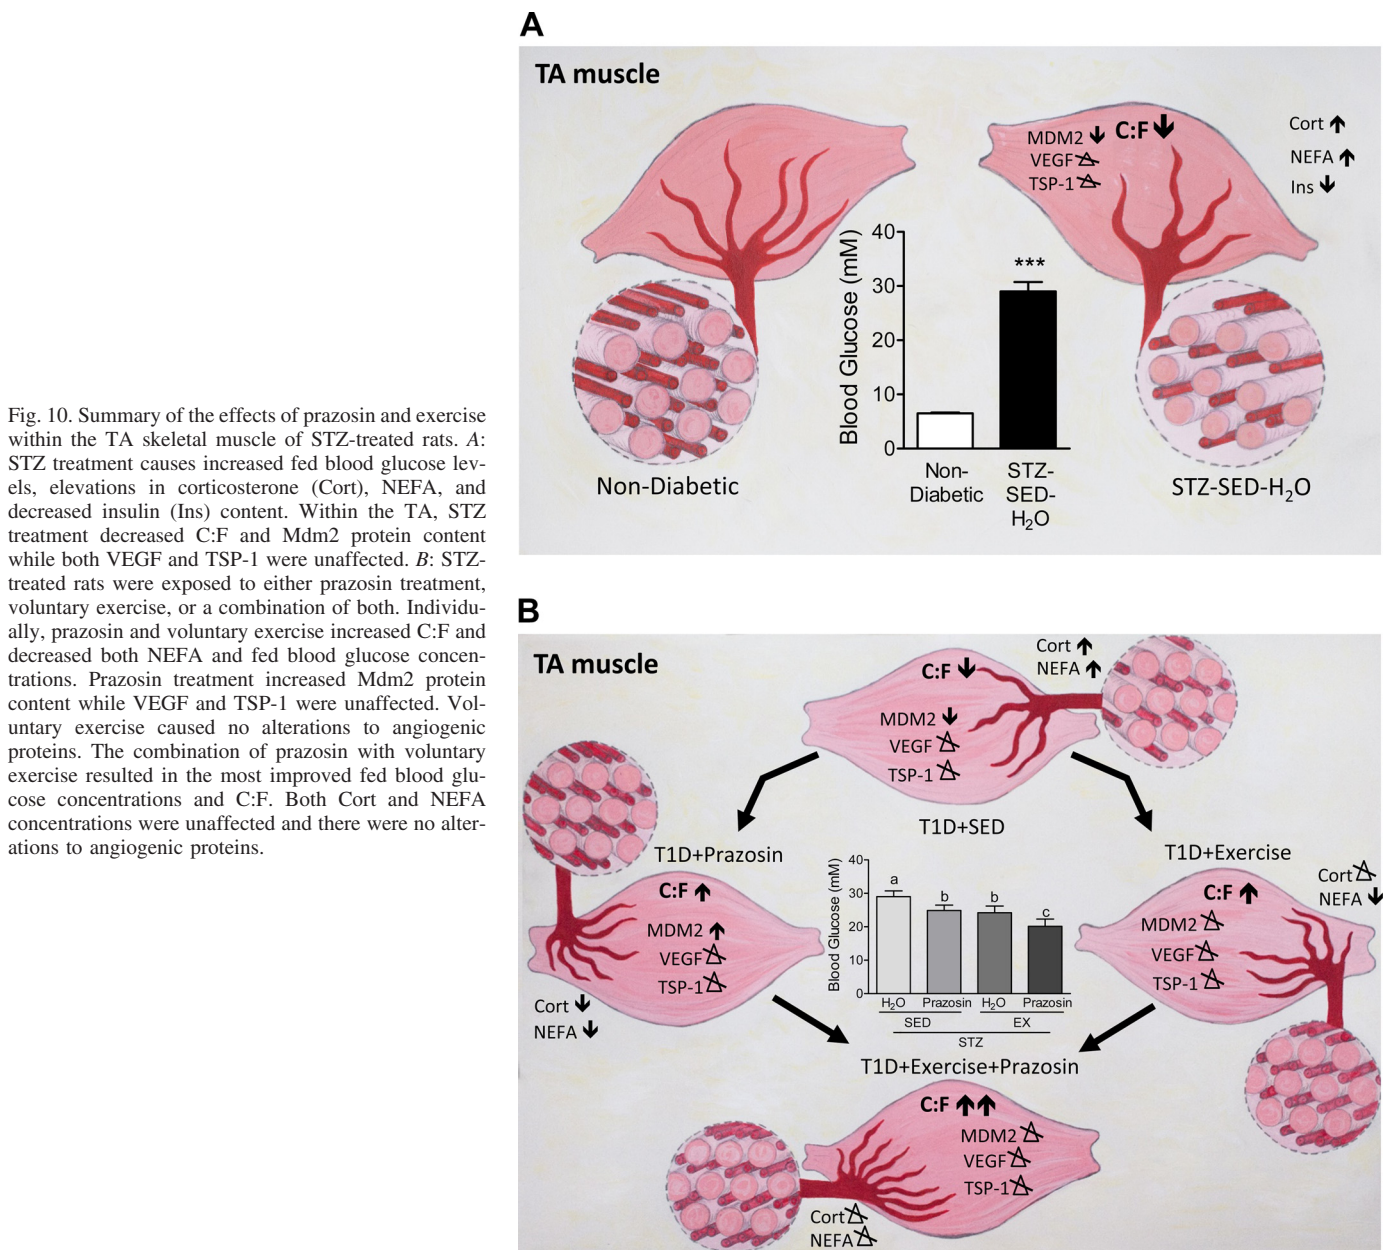 Fig. 10. Summary of the effects of prazosin and exercise
within the TA skeletal muscle of STZ-treated rats. A:
STZ treatment causes increased fed blood glucose lev-
els, elevations in corticosterone (Cort), NEFA, and
decreased insulin (Ins) content. Within the TA, STZ
treatment decreased C:F and Mdm2 protein content
while both VEGF and TSP-1 were unaffected. B: STZ-
treated rats were exposed to either prazosin treatment,
voluntary exercise, or a combination of both. Individu-
ally, prazosin and voluntary exercise increased C:F and
decreased both NEFA and fed blood glucose concen-
trations. Prazosin treatment increased Mdm2 protein
content while VEGF and TSP-1 were unaffected. Vol-
untary exercise caused no alterations to angiogenic
proteins. The combination of prazosin with voluntary
exercise resulted in the most improved fed blood glu-
cose concentrations and C:F. Both Cort and NEFA
concentrations were unaffected and there were no alter-
ations to angiogenic proteins.
A
TA muscle
MDM2 ↓ C:F ↓
VEGF
TSP-1
Cort ↑
NEFA ↑
Ins ↓
Blood Glucose (mM)
40
30
20
10
0
***
Non-
Diabetic
STZ-
SED-
H₂O
Non-Diabetic
STZ-SED-H₂O
B
TA muscle
C:F ↓
MDM2 ↓
VEGF
TSP-1
Cort ↑
NEFA ↑
T1D+SED
T1D+Prazosin
C:F ↑
MDM2 ↑
VEGF
TSP-1
Cort ↓
NEFA ↓
Blood Glucose (mM)
40
30
20
10
0
a
b
b
c
H₂O Prazosin H₂O Prazosin
SED EX
STZ
T1D+Exercise
C:F ↑
MDM2
VEGF
TSP-1
Cort
NEFA ↓
T1D+Exercise+Prazosin
C:F ↑↑
MDM2
VEGF
TSP-1
Cort
NEFA